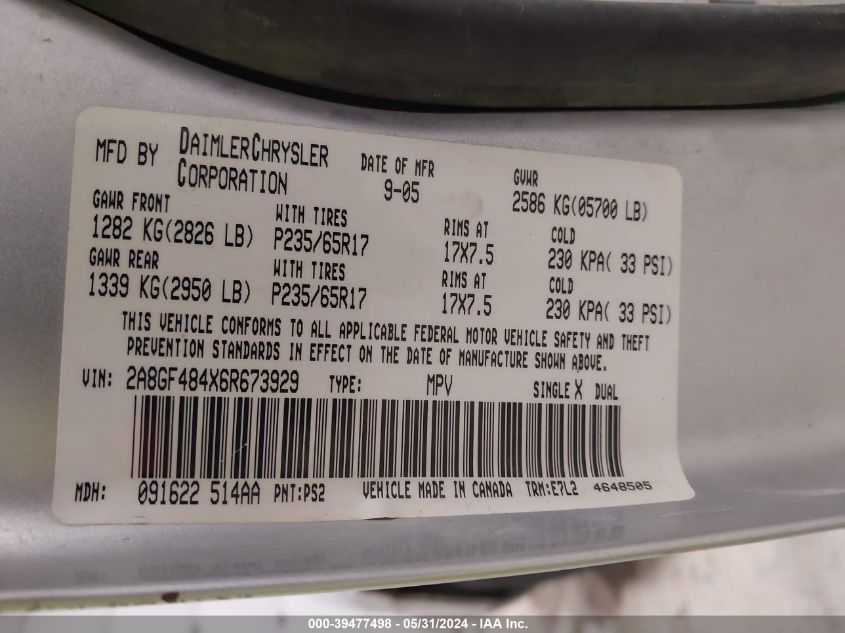 MFD BY DAIMLERCHRYSLER CORPORATION DATE OF MFR 9-05 GVWR 2586 KG(05700 LB)
GAWR FRONT WITH TIRES RIMS AT COLD
1282 KG(2826 LB) P235/65R17 17X7.5 230 KPA( 33 PSI)
GAWR REAR WITH TIRES RIMS AT COLD
1339 KG(2950 LB) P235/65R17 17X7.5 230 KPA( 33 PSI)
THIS VEHICLE CONFORMS TO ALL APPLICABLE FEDERAL MOTOR VEHICLE SAFETY AND THEFT
PREVENTION STANDARDS IN EFFECT ON THE DATE OF MANUFACTURE SHOWN ABOVE.
VIN: 2A8GF484X6R673929 TYPE: MPV SINGLE X DUAL
MDH: 091622 514AA PNT:PS2 VEHICLE MADE IN CANADA TRM:E7L2 4648505
000-39477498 - 05/31/2024 - IAA Inc.